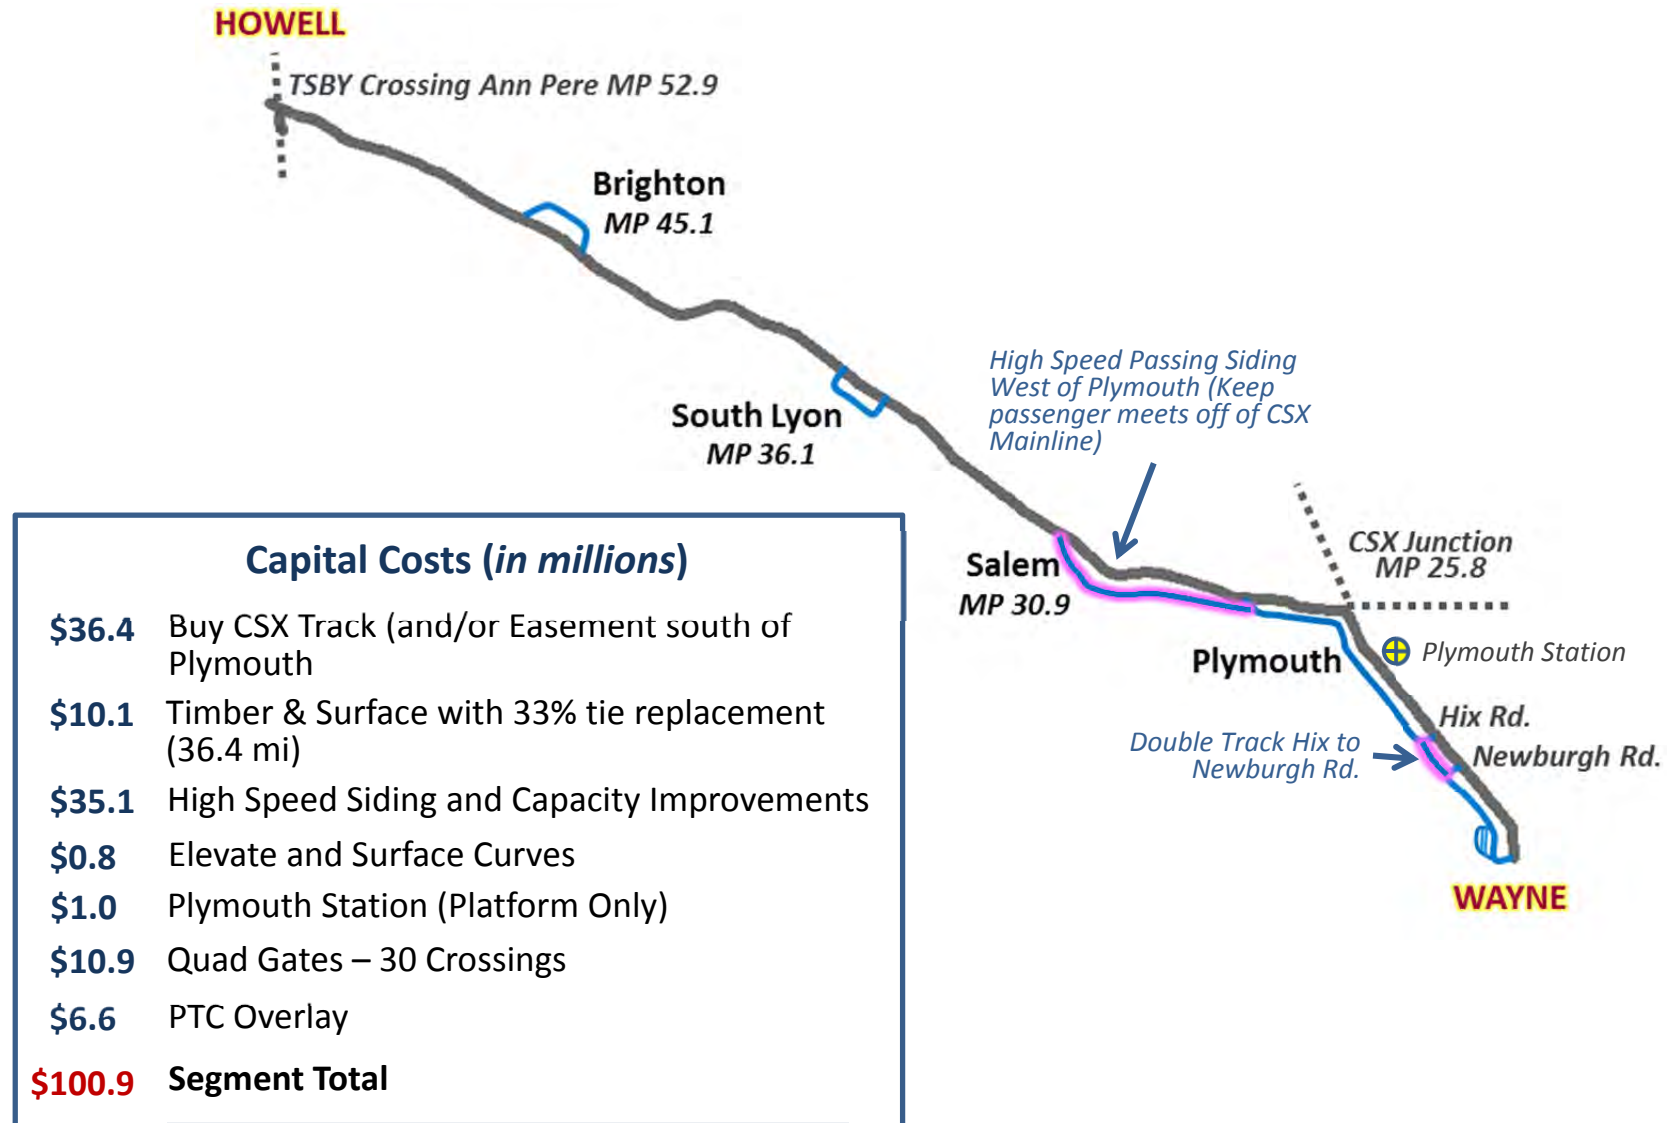 HOWELL
TSBY Crossing Ann Pere MP 52.9
Brighton
MP 45.1
High Speed Passing Siding
West of Plymouth (Keep
passenger meets off of CSX
Mainline)
South Lyon
MP 36.1
CSX Junction
MP 25.8
Salem
MP 30.9
Plymouth
Plymouth Station
Hix Rd.
Double Track Hix to
Newburgh Rd.
Newburgh Rd.
WAYNE
Capital Costs (in millions)
$36.4 Buy CSX Track (and/or Easement south of
Plymouth
$10.1 Timber & Surface with 33% tie replacement
(36.4 mi)
$35.1 High Speed Siding and Capacity Improvements
$0.8 Elevate and Surface Curves
$1.0 Plymouth Station (Platform Only)
$10.9 Quad Gates – 30 Crossings
$6.6 PTC Overlay
$100.9 Segment Total